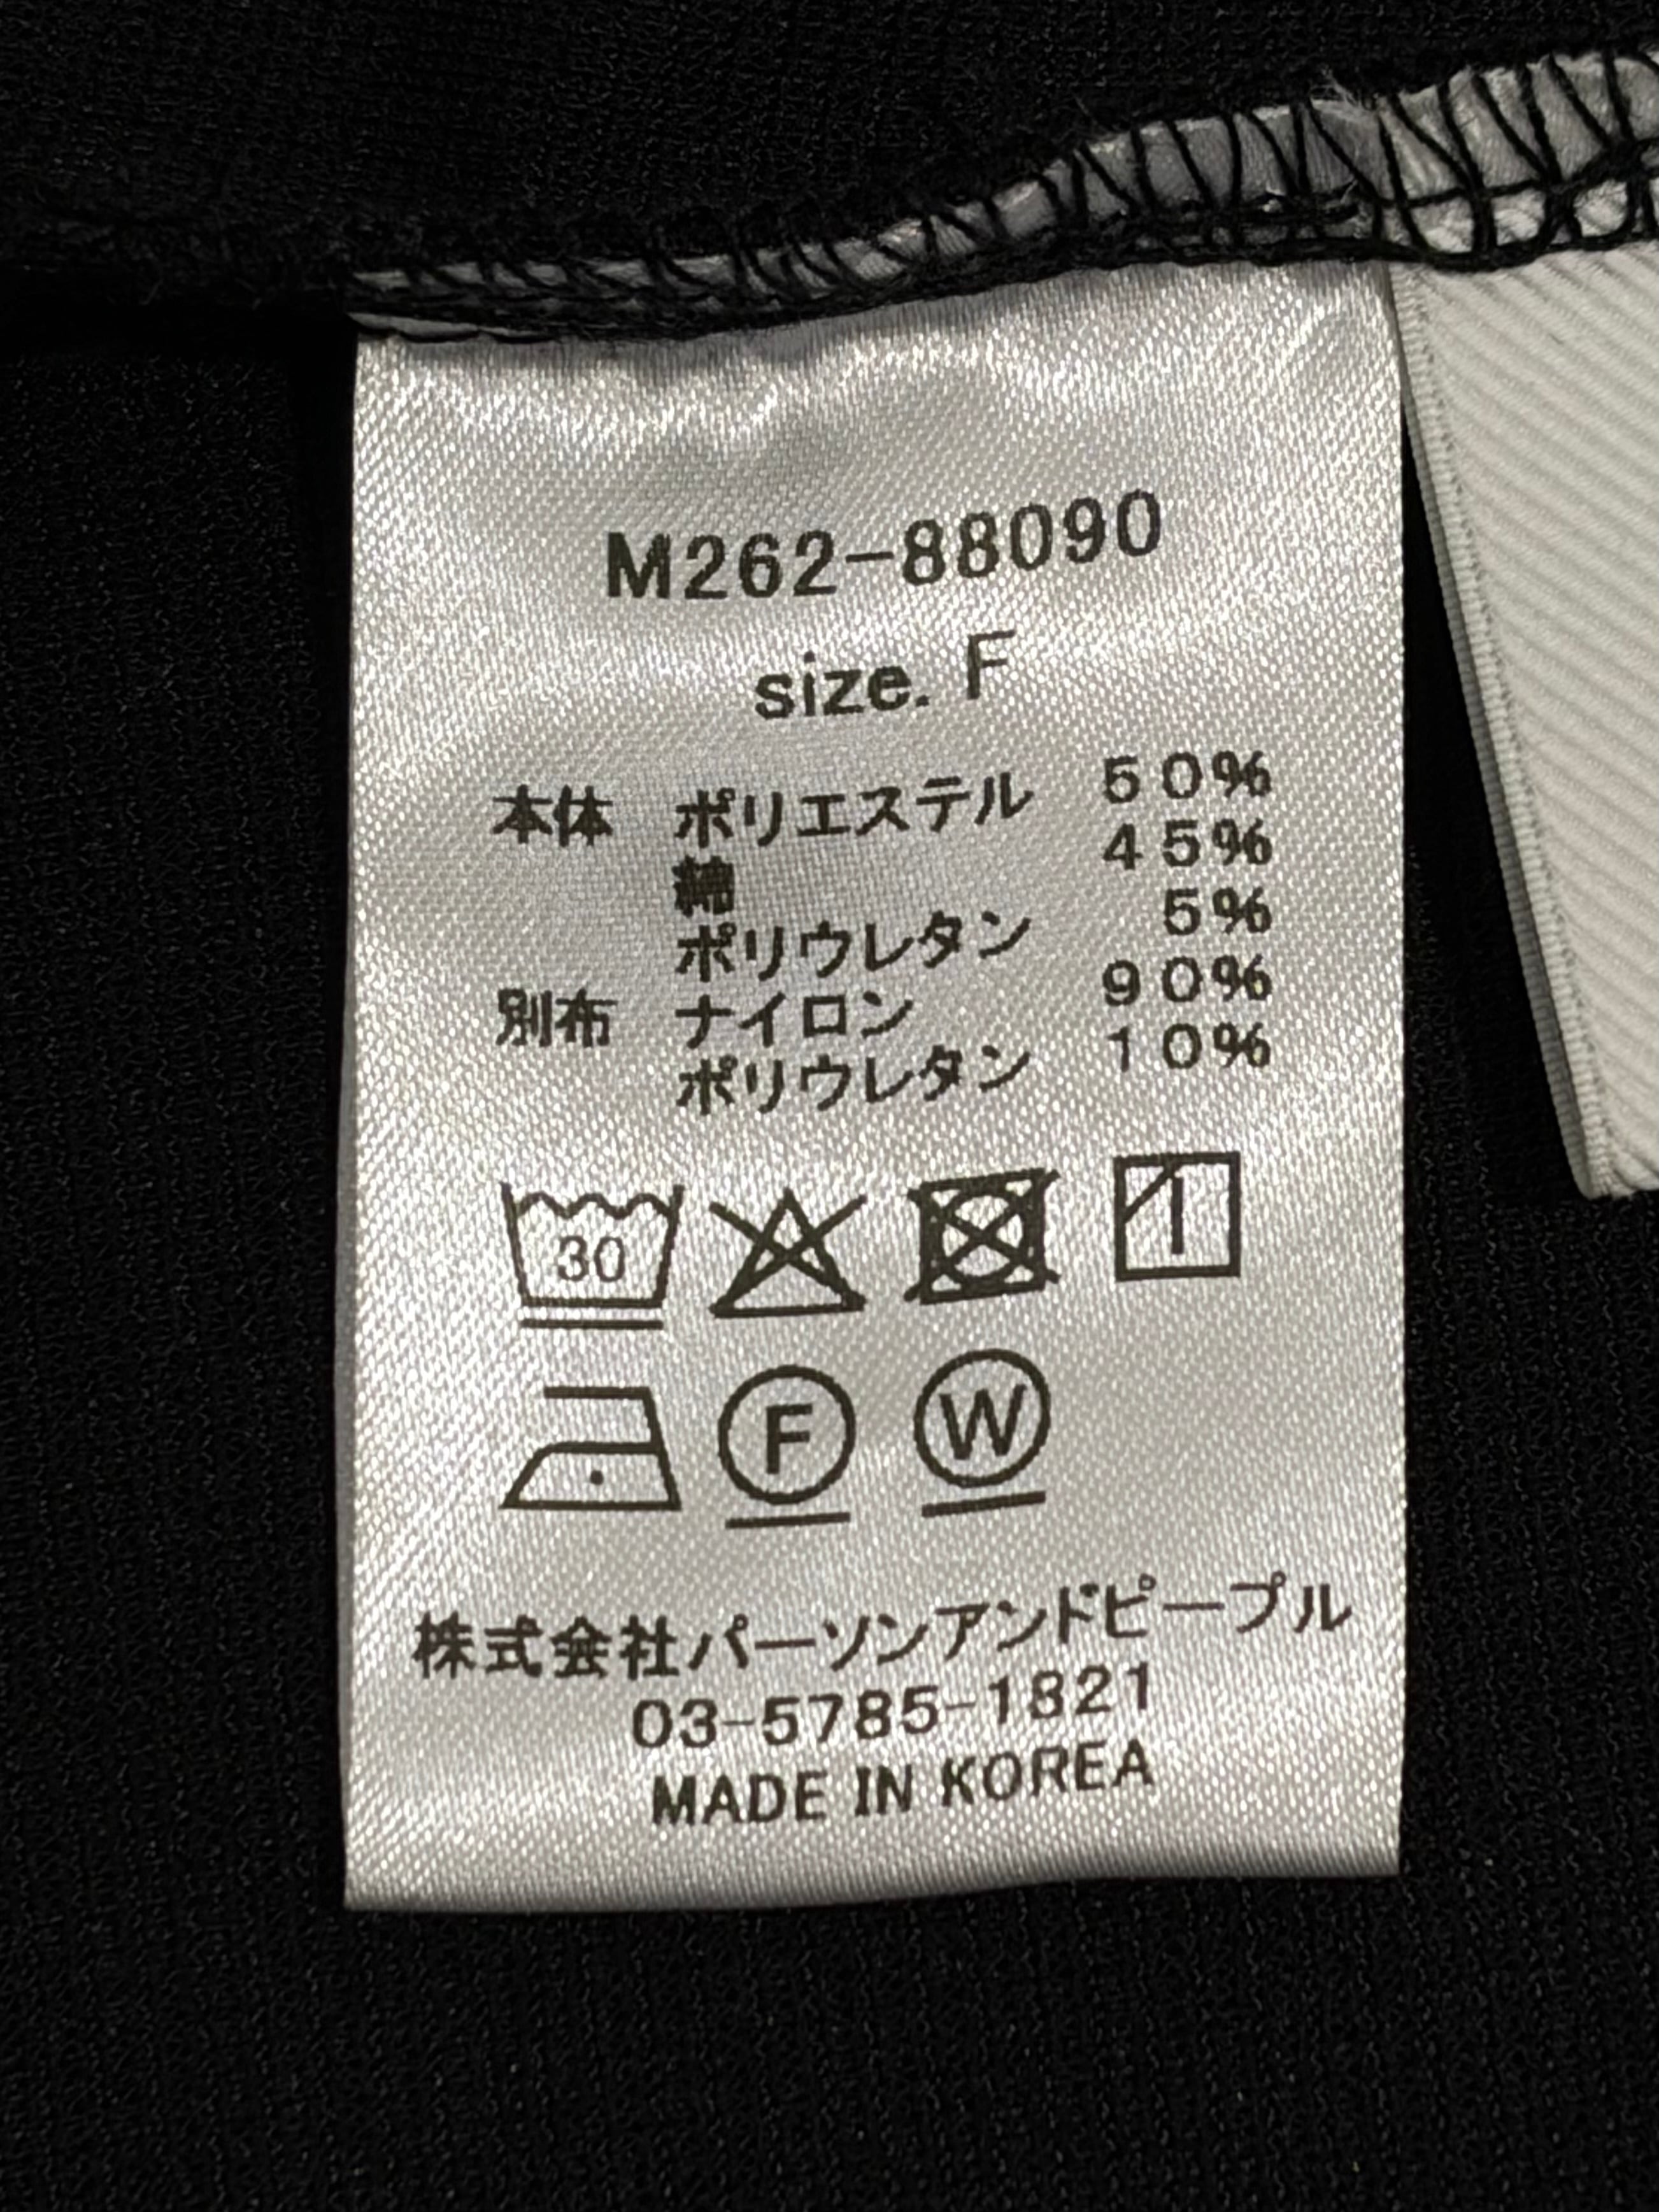 M262-88090
size. F
本体 ポリエステル 50%
綿 45%
ポリウレタン 5%
別布 ナイロン 90%
ポリウレタン 10%
30
F W
株式会社パーソンアンドピープル
03-5785-1821
MADE IN KOREA